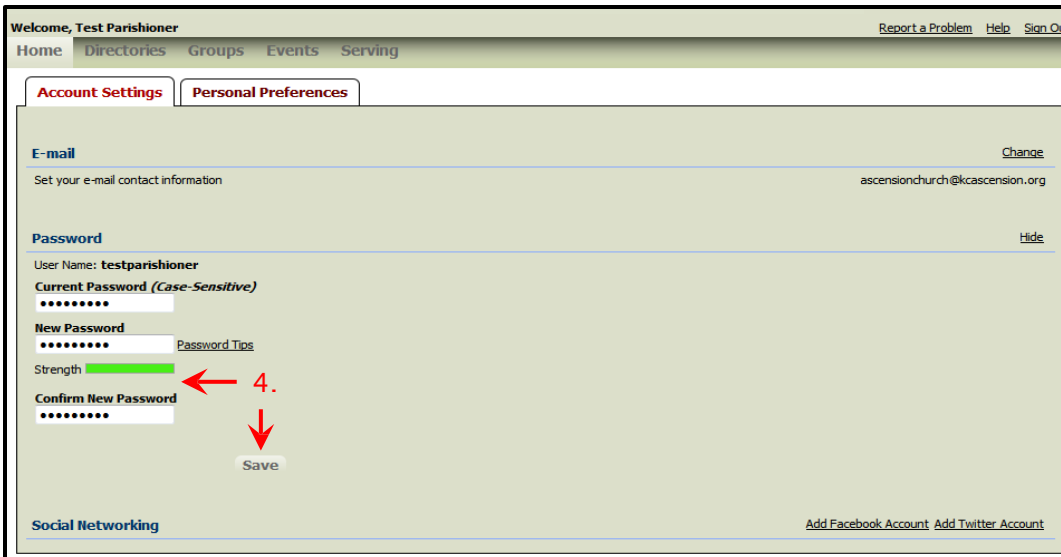 Welcome, Test Parishioner Report a Problem Help Sign Ou
Home Directories Groups Events Serving
Account Settings Personal Preferences
E-mail Change
Set your e-mail contact information ascensionchurch@kcascension.org
Password Hide
User Name: testparishioner
Current Password (Case-Sensitive)
•••••••••
New Password
••••••••• Password Tips
Strength
4.
Confirm New Password
•••••••••
Save
Social Networking Add Facebook Account Add Twitter Account